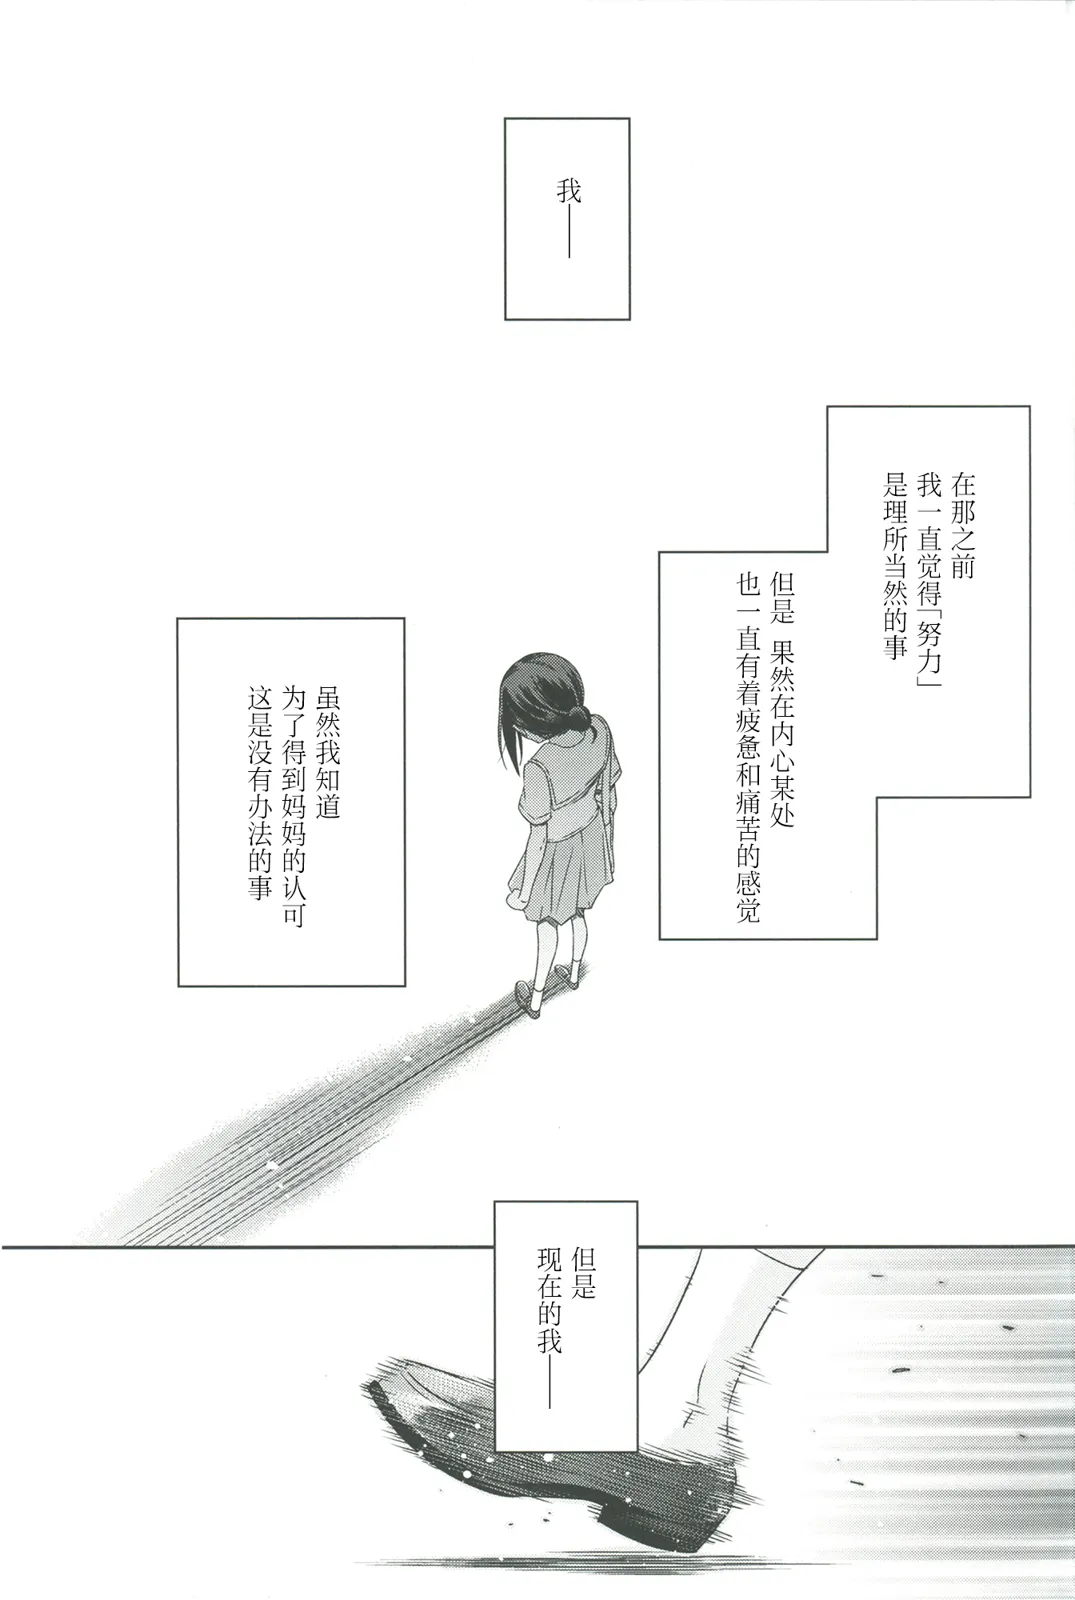 我——
在那之前
我一直觉得「努力」
是理所当然的事
但是 果然在内心某处
也一直有着疲惫和痛苦的感觉
虽然我知道
为了得到妈妈的认可
这是没有办法的事
但是
现在的我——